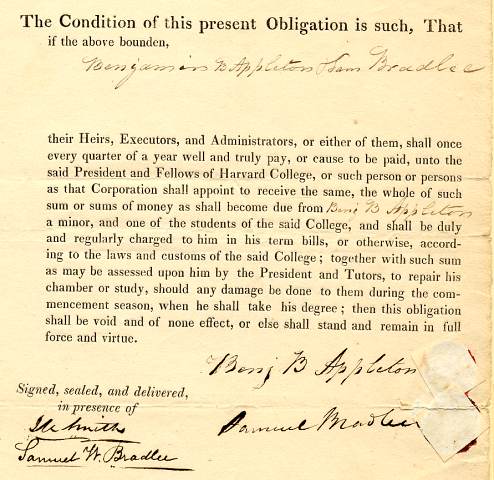 The Condition of this present Obligation is such, That
if the above bounden,
Benjamin B Appleton Sam Bradlee
their Heirs, Executors, and Administrators, or either of them, shall once
every quarter of a year well and truly pay, or cause to be paid, unto the
said President and Fellows of Harvard College, or such person or persons
as that Corporation shall appoint to receive the same, the whole of such
sum or sums of money as shall become due from Benj B Appleton
a minor, and one of the students of the said College, and shall be duly
and regularly charged to him in his term bills, or otherwise, accord-
ing to the laws and customs of the said College; together with such sum
as may be assessed upon him by the President and Tutors, to repair his
chamber or study, should any damage be done to them during the com-
mencement season, when he shall take his degree; then this obligation
shall be void and of none effect, or else shall stand and remain in full
force and virtue.
Benj B Appleton
Signed, sealed, and delivered,
in presence of
Samuel Bradlee
Smith
Samuel W. Bradlee